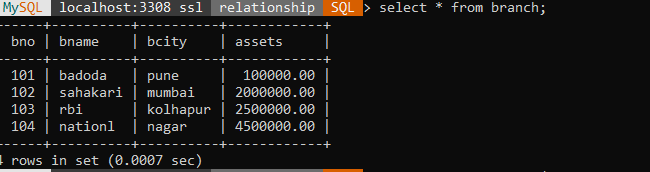 MySQL localhost:3308 ssl relationship SQL > select * from branch;
------+----------+----------+------------+
bno | bname | bcity | assets |
------+----------+----------+------------+
101 | badoda | pune | 100000.00 |
102 | sahakari | mumbai | 2000000.00 |
103 | rbi | kolhapur | 2500000.00 |
104 | nationl | nagar | 4500000.00 |
------+----------+----------+------------+
4 rows in set (0.0007 sec)